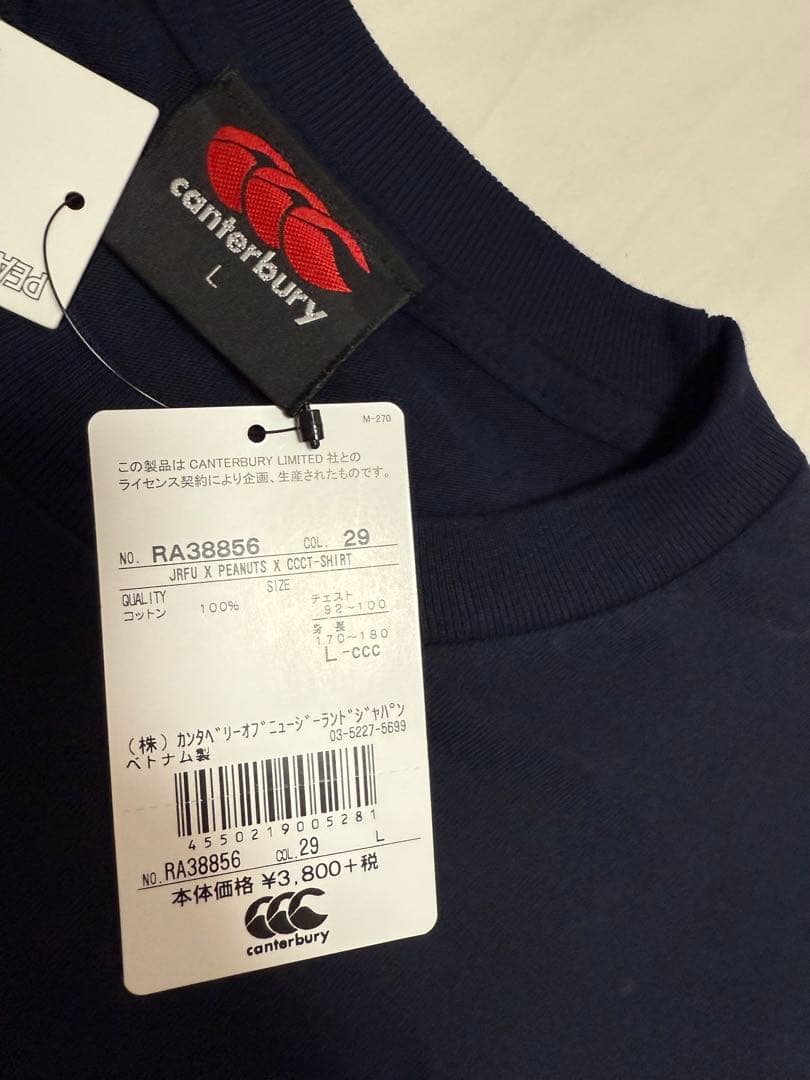 canterbury
L
PEA
M-270
この製品は CANTERBURY LIMITED 社との
ライセンス契約により企画、生産されたものです。
NO. RA38856 COL. 29
JRFU X PEANUTS X CCCT-SHIRT
QUALITY SIZE
コットン 100% チェスト
92~100
身長
170~180
L-CCC
(株)カンタベリーオブニュージーランドジャパン
03-5227-5699
ベトナム製
4550219005281
NO. RA38856 COL. 29 L
本体価格 ¥3,800+税
canterbury